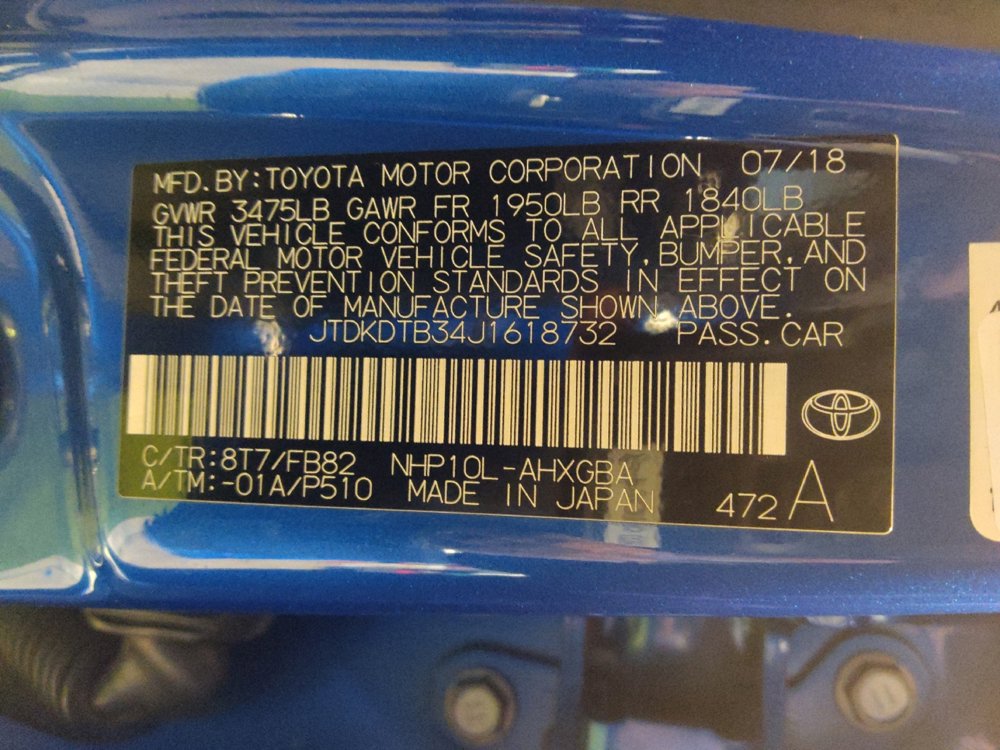 MFD.BY:TOYOTA MOTOR CORPORATION 07/18
GVWR 3475LB GAWR FR 1950LB RR 1840LB
THIS VEHICLE CONFORMS TO ALL APPLICABLE
FEDERAL MOTOR VEHICLE SAFETY,BUMPER,AND
THEFT PREVENTION STANDARDS IN EFFECT ON
THE DATE OF MANUFACTURE SHOWN ABOVE.
JTDKDTB34J1618732 PASS.CAR
C/TR:8T7/FB82 NHP10L-AHXGBA
A/TM:-01A/P510 MADE IN JAPAN 472 A